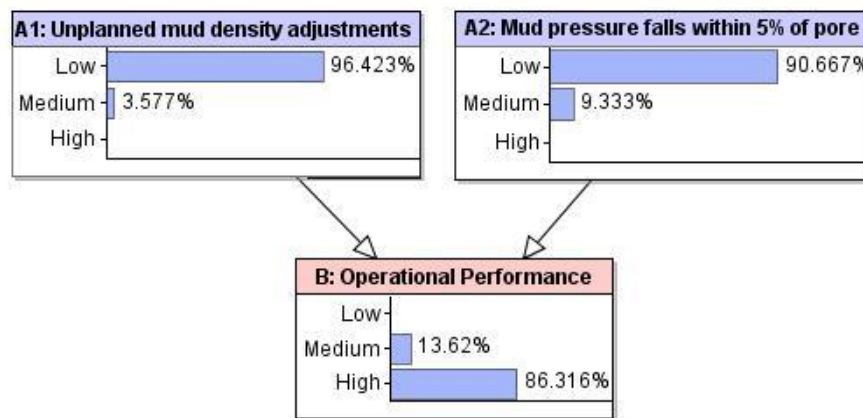 A1: Unplanned mud density adjustments
Low
96.423%
Medium
3.577%
High
A2: Mud pressure falls within 5% of pore
Low
90.667%
Medium
9.333%
High
B: Operational Performance
Low
Medium
13.62%
High
86.316%